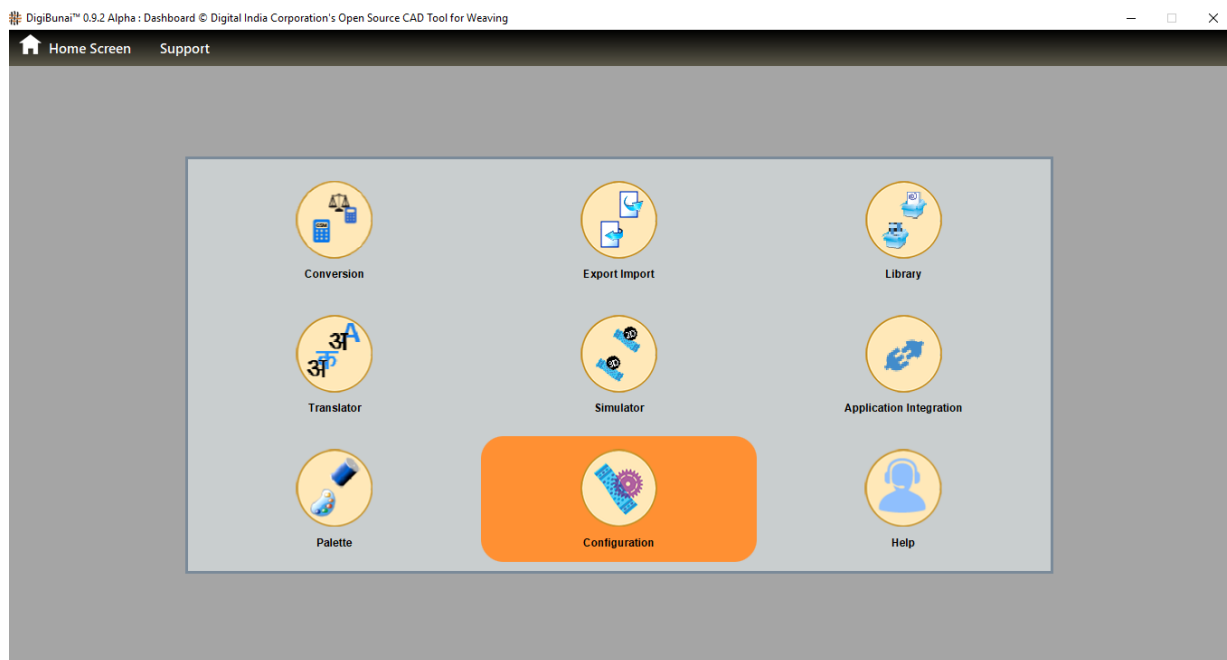 DigiBunai™ 0.9.2 Alpha : Dashboard © Digital India Corporation's Open Source CAD Tool for Weaving
Home Screen Support
Conversion Export Import Library
अ A
अ क
Translator Simulator Application Integration
Palette Configuration Help